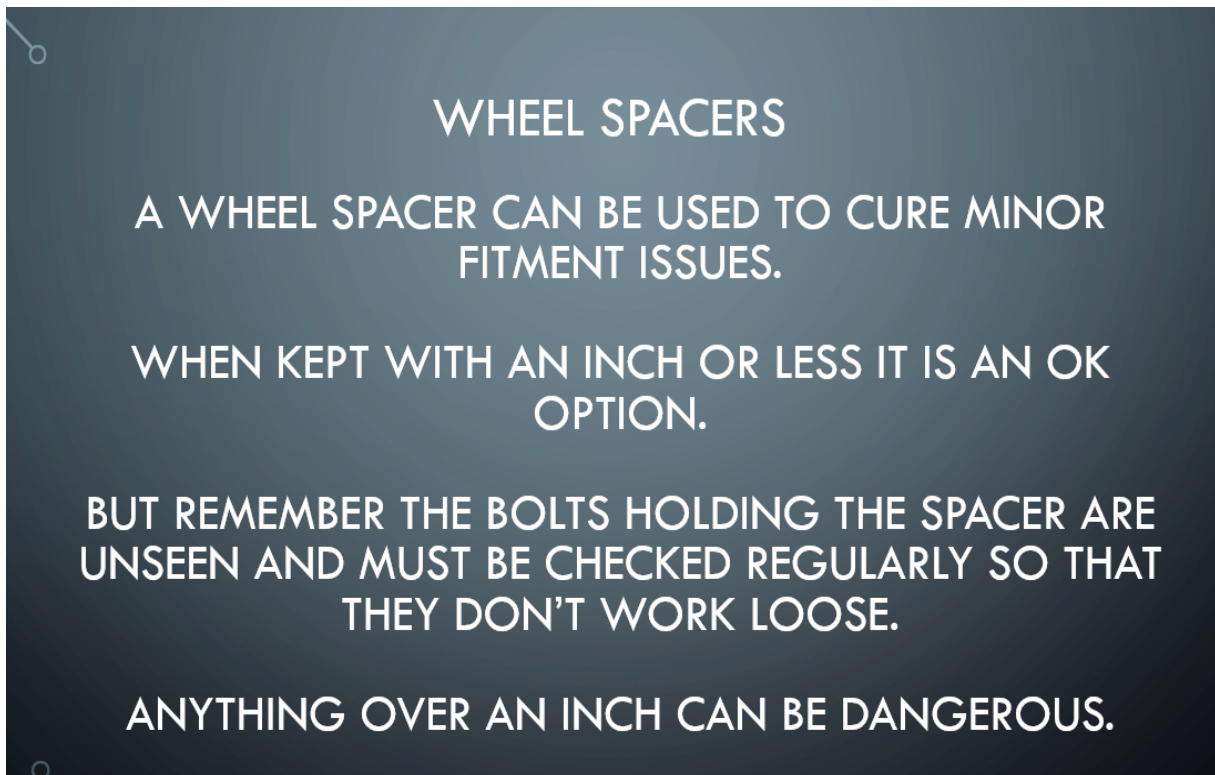 WHEEL SPACERS
A WHEEL SPACER CAN BE USED TO CURE MINOR
FITMENT ISSUES.
WHEN KEPT WITH AN INCH OR LESS IT IS AN OK
OPTION.
BUT REMEMBER THE BOLTS HOLDING THE SPACER ARE
UNSEEN AND MUST BE CHECKED REGULARLY SO THAT
THEY DON’T WORK LOOSE.
ANYTHING OVER AN INCH CAN BE DANGEROUS.